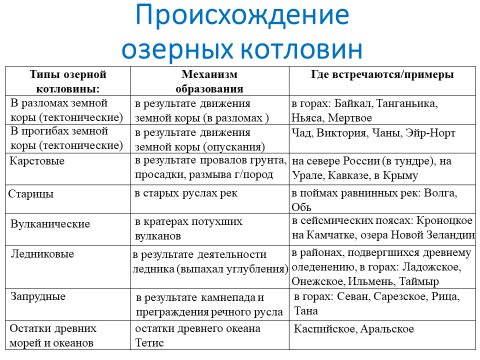 Происхождение
озерных котловин
Типы озерной
котловины:
Механизм
образования
Где встречаются/примеры
В разломах земной
коры (тектонические)
в результате движения
земной коры (в разломах )
в горах: Байкал, Танганьика,
Ньяса, Мертвое
В прогибах земной
коры (тектонические)
в результате движения
земной коры (опускания)
Чад, Виктория, Чаны, Эйр-Норт
Карстовые
в результате провалов грунта,
просадки, размыва г/пород
на севере России (в тундре), на
Урале, Кавказе, в Крыму
Старицы
в старых руслах рек
в поймах равнинных рек: Волга,
Обь
Вулканические
в кратерах потухших
вулканов
в сейсмических поясах: Кроноцкое
на Камчатке, озера Новой Зеландии
Ледниковые
в результате деятельности
ледника (выпахал углубления)
в районах, подвергшихся древнему
оледенению, в горах: Ладожское,
Онежское, Ильмень, Таймыр
Запрудные
в результате камнепада и
преграждения речного русла
в горах: Севан, Сарезское, Рица,
Тана
Остатки древних
морей и океанов
остатки древнего океана
Тетис
Каспийское, Аральское